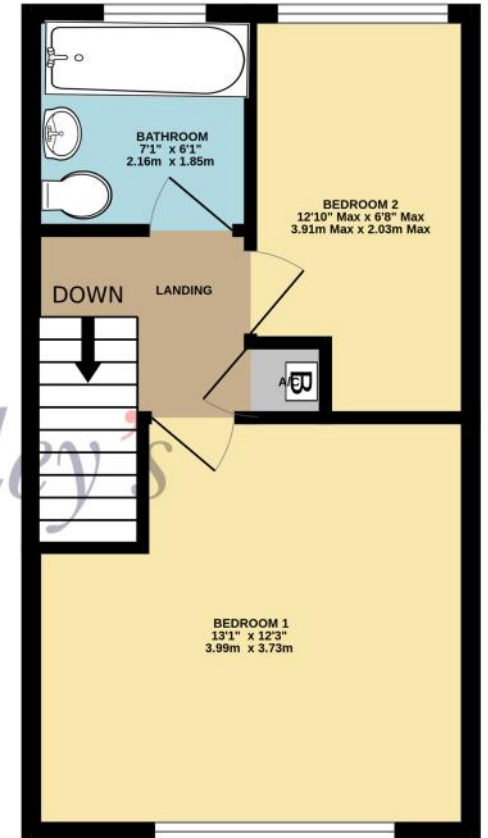 BATHROOM
7'1" x 6'1"
2.16m x 1.85m
BEDROOM 2
12'10" Max x 6'8" Max
3.91m Max x 2.03m Max
DOWN
LANDING
A/C
B
ley's
BEDROOM 1
13'1" x 12'3"
3.99m x 3.73m